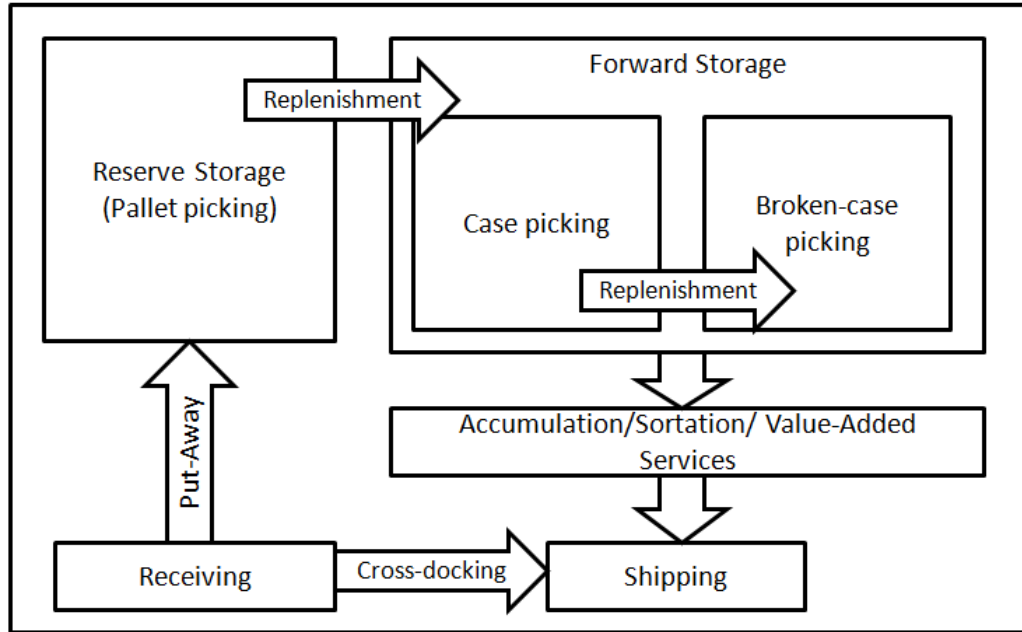 Forward Storage
Replenishment
Reserve Storage
(Pallet picking)
Case picking
Broken-case
picking
Replenishment
Put-Away
Accumulation/Sortation/ Value-Added
Services
Receiving
Cross-docking
Shipping